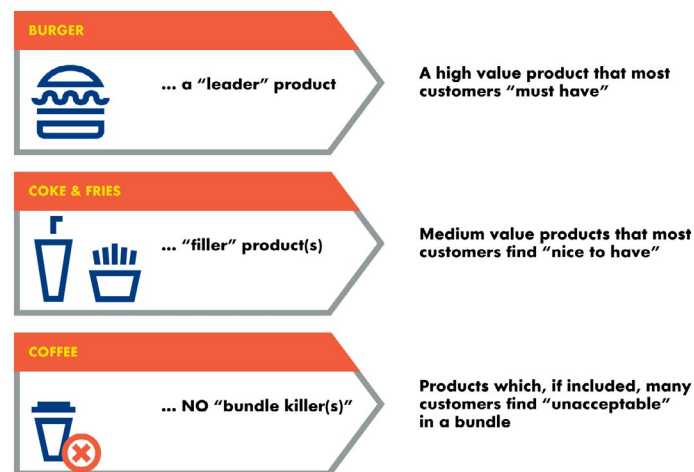 BURGER
... a “leader” product
A high value product that most
customers “must have”
COKE & FRIES
... “filler” product(s)
Medium value products that most
customers find “nice to have”
COFFEE
... NO “bundle killer(s)”
Products which, if included, many
customers find “unacceptable”
in a bundle